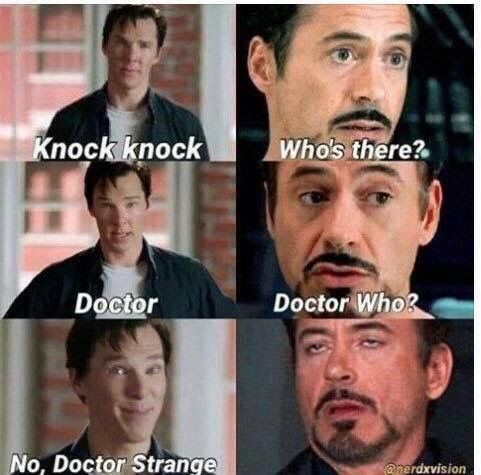 Knock knock
Who's there?
Doctor
Doctor Who?
No, Doctor Strange
@nerdxvision